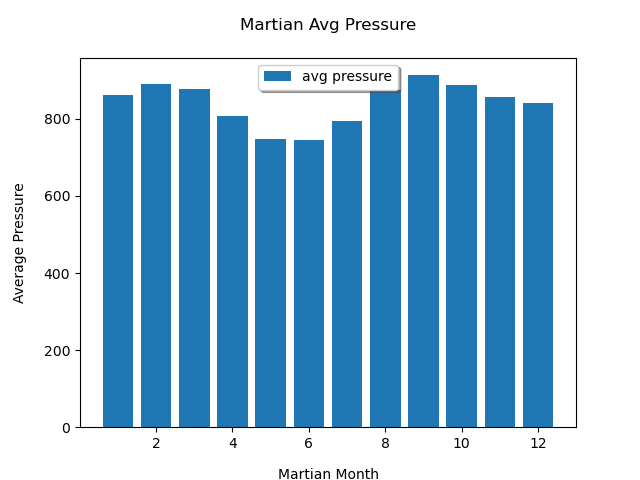 Martian Avg Pressure
avg pressure
800
600
400
200
0
Average Pressure
2 4 6 8 10 12
Martian Month